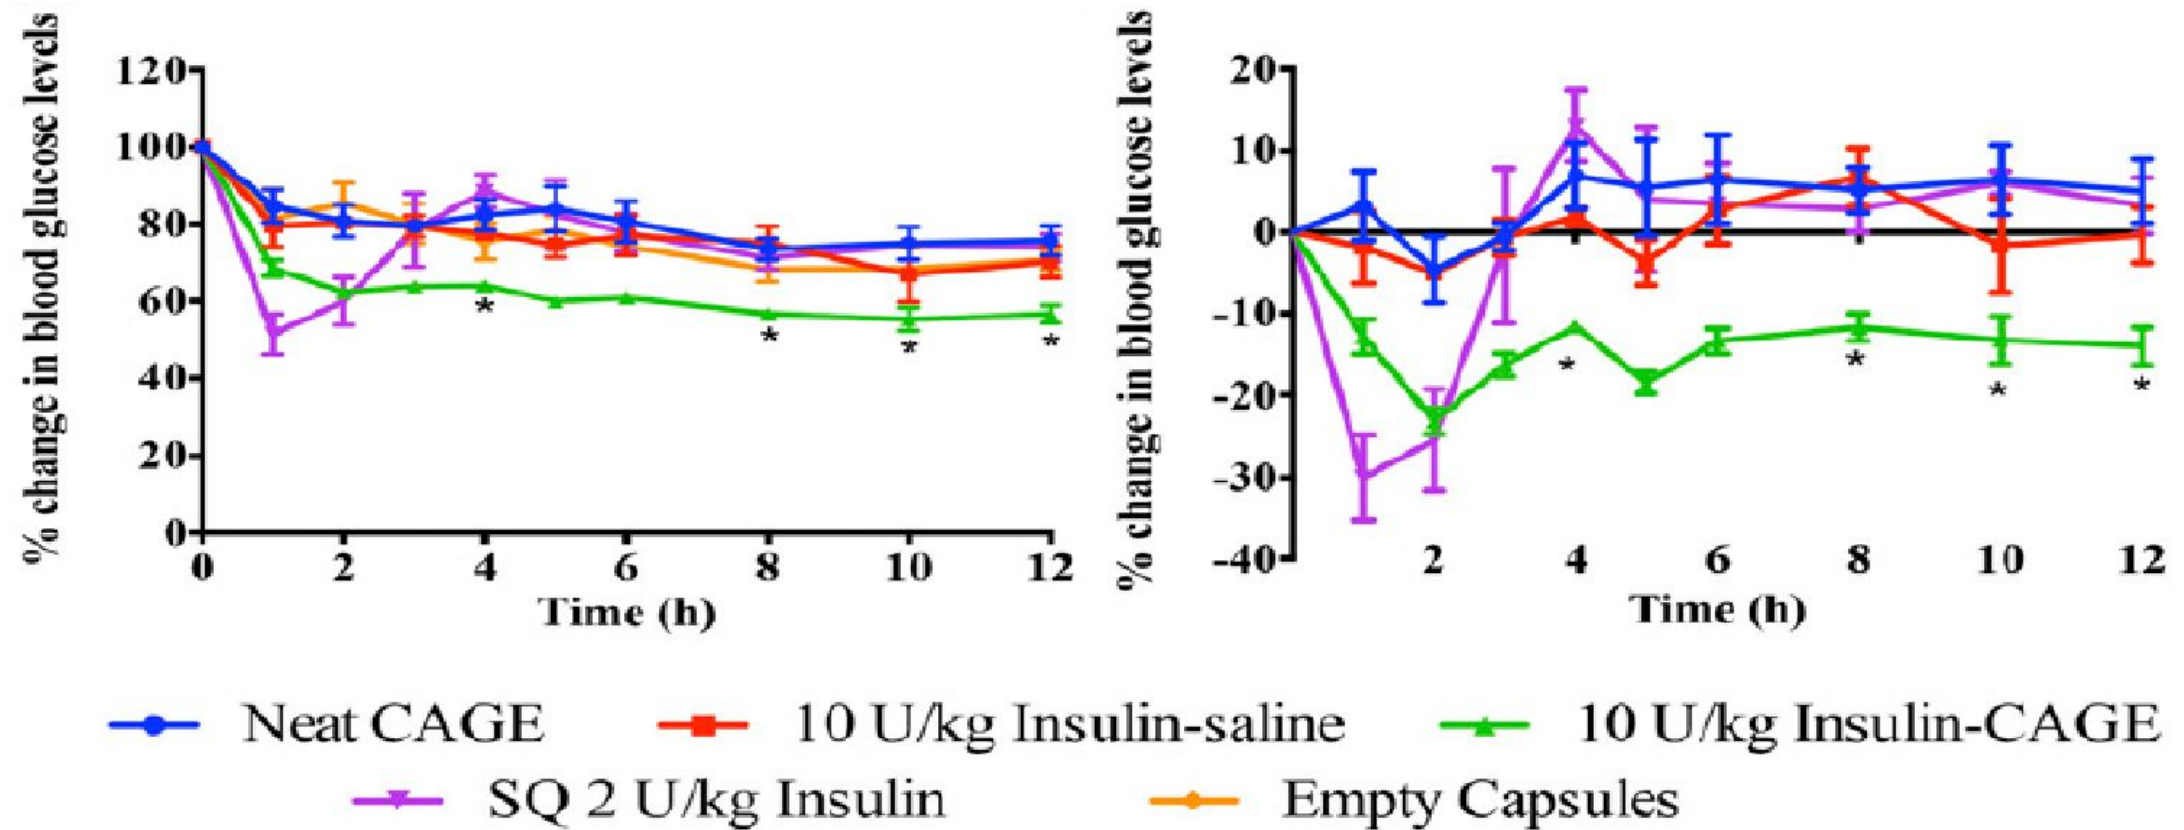 % change in blood glucose levels
120
100
80
60
40
20
0
0 2 4 6 8 10 12
Time (h)
*
*
*
*
% change in blood glucose levels
20
10
0
-10
-20
-30
-40
2 4 6 8 10 12
Time (h)
*
*
*
*
Neat CAGE 10 U/kg Insulin-saline 10 U/kg Insulin-CAGE
SQ 2 U/kg Insulin Empty Capsules